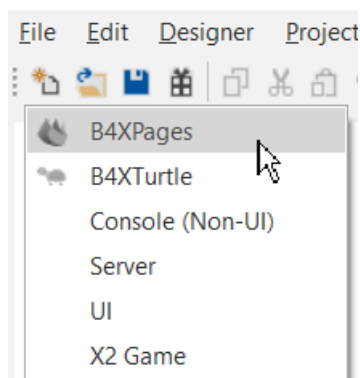 File Edit Designer Project
B4XPages
B4XTurtle
Console (Non-UI)
Server
UI
X2 Game